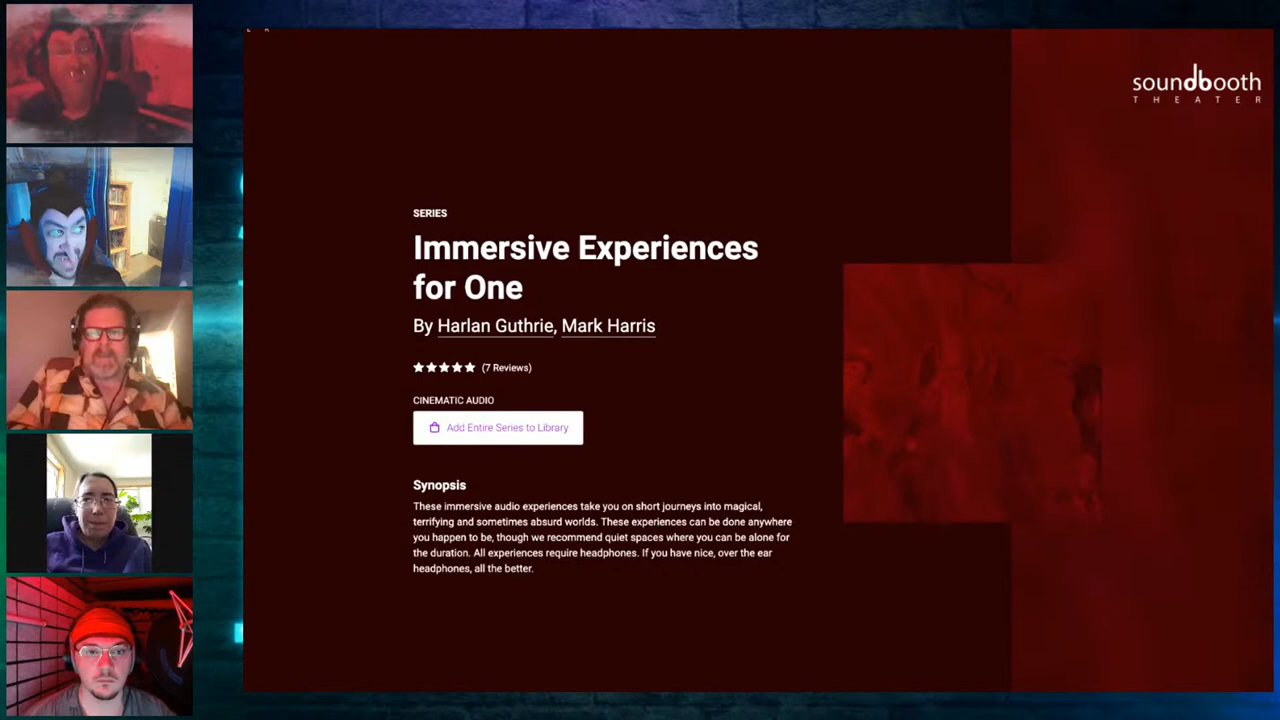 soundbooth
THEATER
SERIES
Immersive Experiences
for One
By Harlan Guthrie, Mark Harris
(7 Reviews)
CINEMATIC AUDIO
Add Entire Series to Library
Synopsis
These immersive audio experiences take you on short journeys into magical,
terrifying and sometimes absurd worlds. These experiences can be done anywhere
you happen to be, though we recommend quiet spaces where you can be alone for
the duration. All experiences require headphones. If you have nice, over the ear
headphones, all the better.